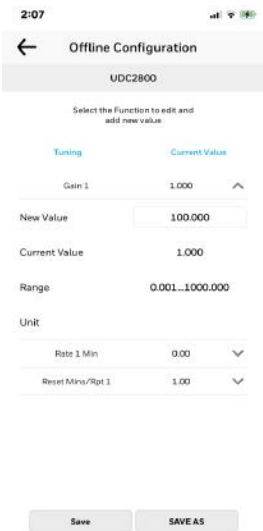 2:07
Offline Configuration
UDC2800
Select the Function to edit and
add new value
Tuning Current Value
Gain 1 1.000
New Value 100.000
Current Value 1.000
Range 0.001...1000.000
Unit
Rate 1 Min 0.00
Reset Mins/Rpt 1 1.00
Save SAVE AS